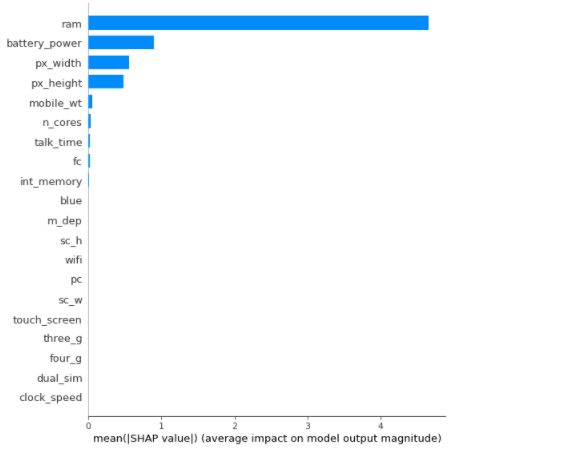 ram
battery_power
px_width
px_height
mobile_wt
n_cores
talk_time
fc
int_memory
blue
m_dep
sc_h
wifi
pc
sc_w
touch_screen
three_g
four_g
dual_sim
clock_speed
0 1 2 3 4
mean(|SHAP value|) (average impact on model output magnitude)